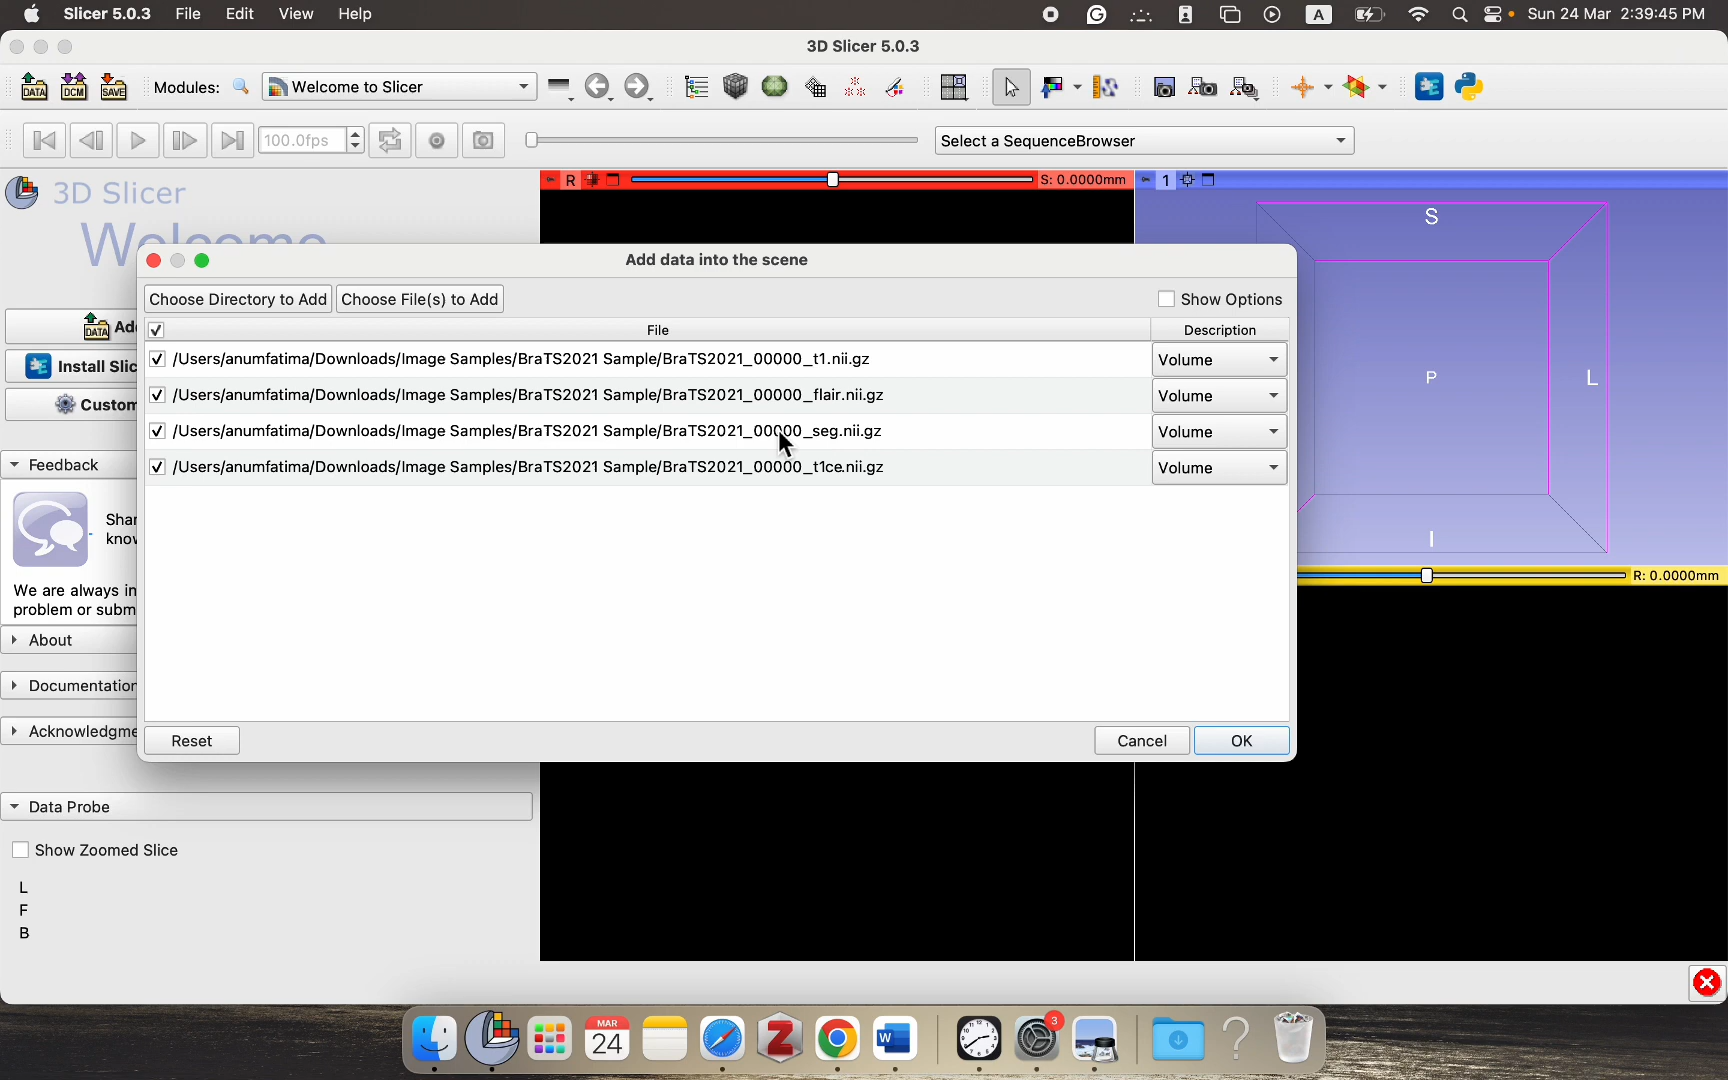 Slicer 5.0.3 File Edit View Help A Sun 24 Mar 2:39:45 PM
3D Slicer 5.0.3
DATA DCM SAVE Modules: Welcome to Slicer
100.0fps Select a SequenceBrowser
3D Slicer R S: 0.0000mm 1
Welcome S
Add data into the scene
Choose Directory to Add Choose File(s) to Add Show Options
File Description
DATA
/Users/anumfatima/Downloads/Image Samples/BraTS2021 Sample/BraTS2021_00000_t1.nii.gz Volume
Install
/Users/anumfatima/Downloads/Image Samples/BraTS2021 Sample/BraTS2021_00000_flair.nii.gz Volume
P L
/Users/anumfatima/Downloads/Image Samples/BraTS2021 Sample/BraTS2021_00000_seg.nii.gz Volume
Feedback /Users/anumfatima/Downloads/Image Samples/BraTS2021 Sample/BraTS2021_00000_t1ce.nii.gz Volume
I
We are always in
R: 0.0000mm
problem or subm
About
Documentation
Acknowledgme
Reset Cancel OK
Data Probe
Show Zoomed Slice
L
F
B
MAR
24
W
3